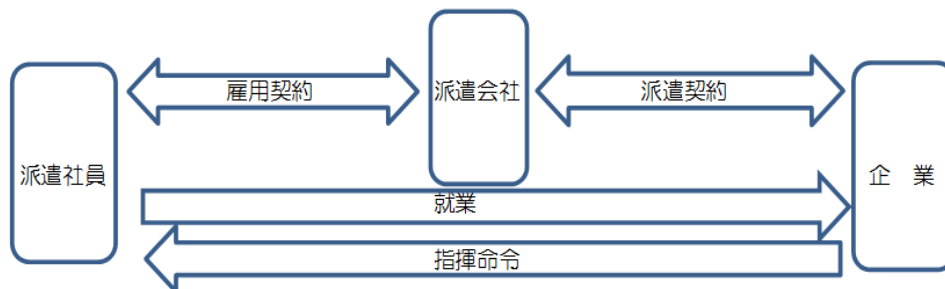 雇用契約
派遣会社
派遣契約
派遣社員
企　業
就業
指揮命令